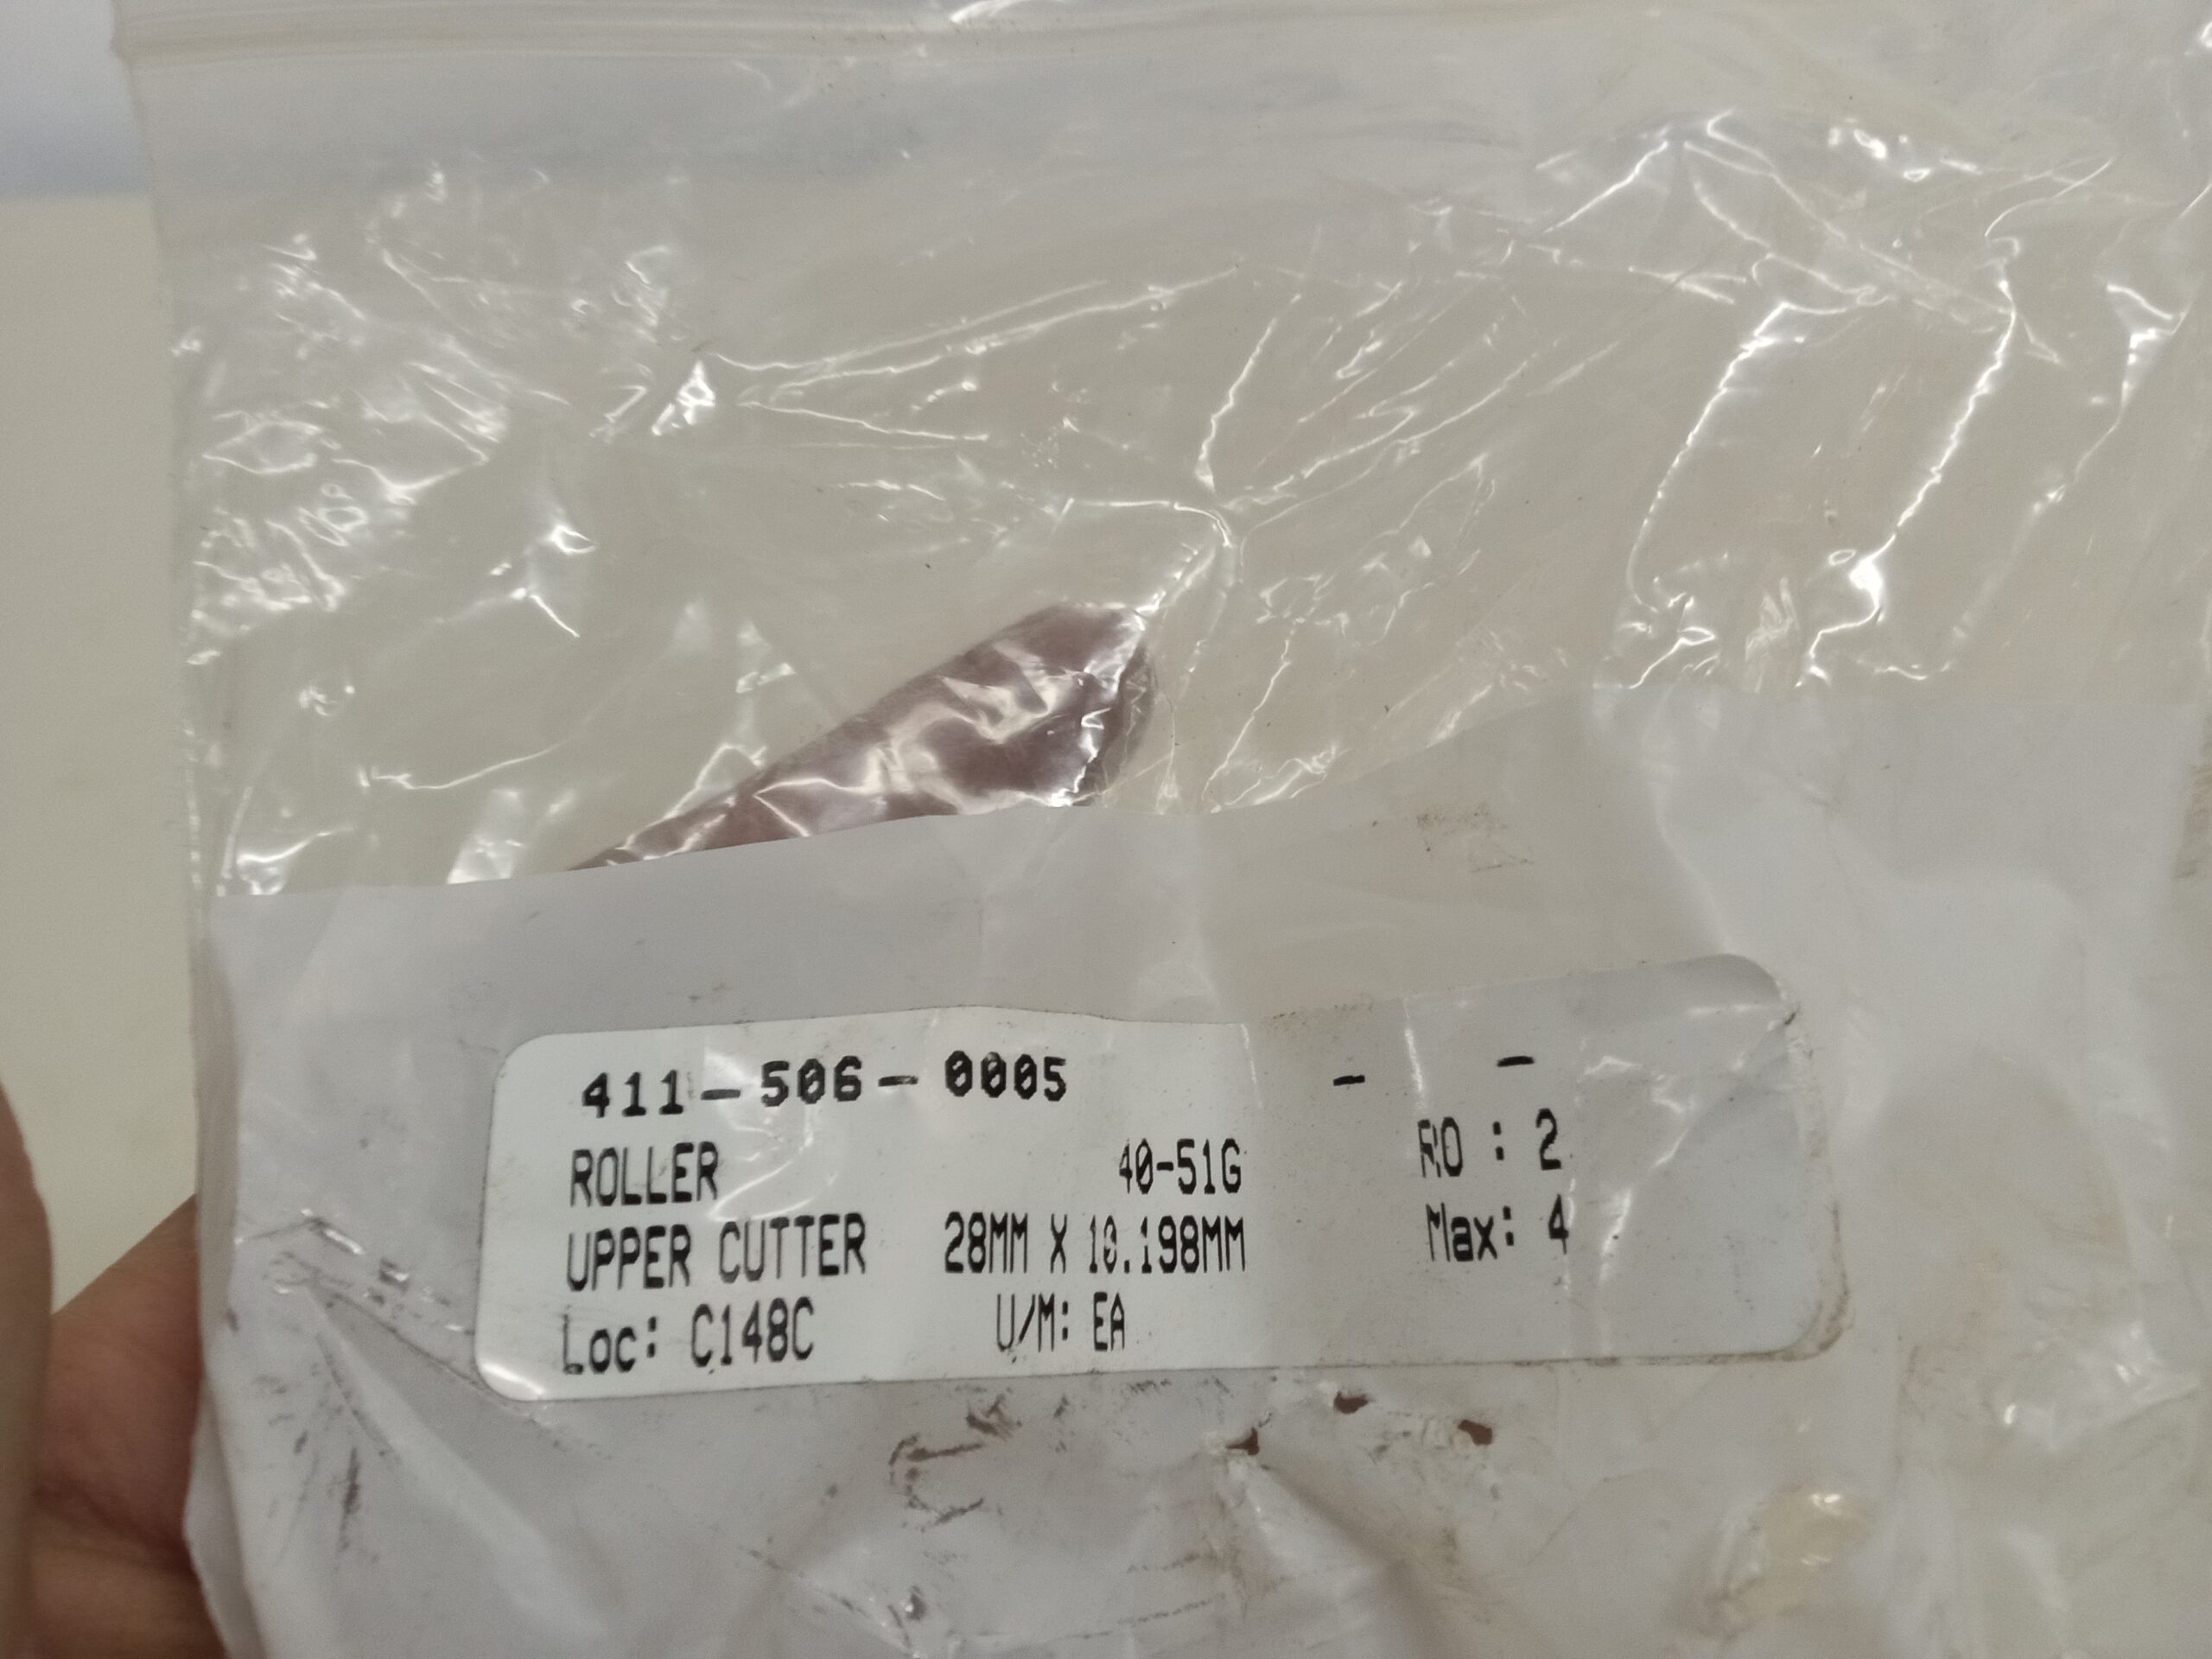 411-506-0005 - -
ROLLER 40-51G RO : 2
UPPER CUTTER 28MM X 10.198MM Max: 4
Loc: C148C U/M: EA